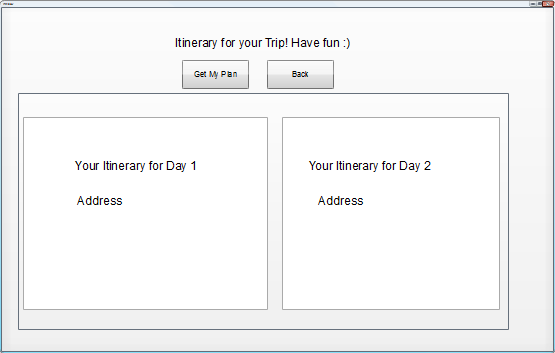 Itinerary for your Trip! Have fun :)
Get My Plan
Back
Your Itinerary for Day 1
Address
Your Itinerary for Day 2
Address